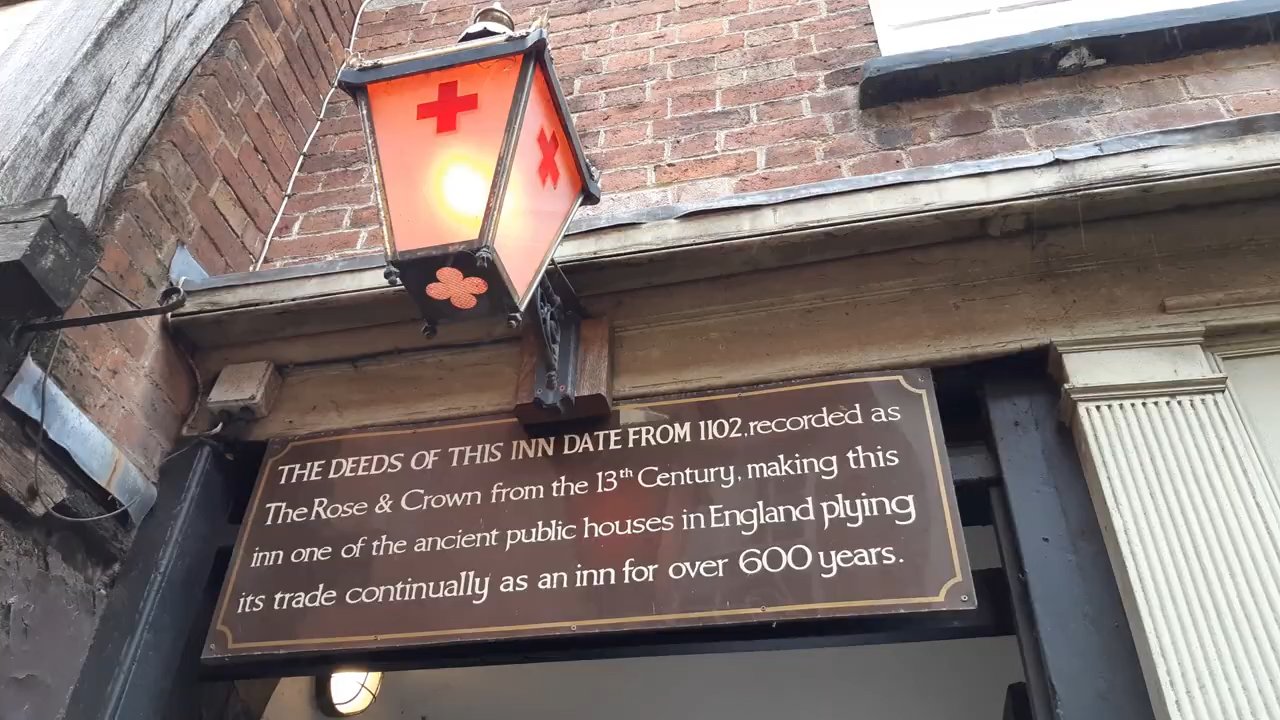 THE DEEDS OF THIS INN DATE FROM 1102, recorded as
The Rose & Crown from the 13th Century, making this
inn one of the ancient public houses in England plying
its trade continually as an inn for over 600 years.